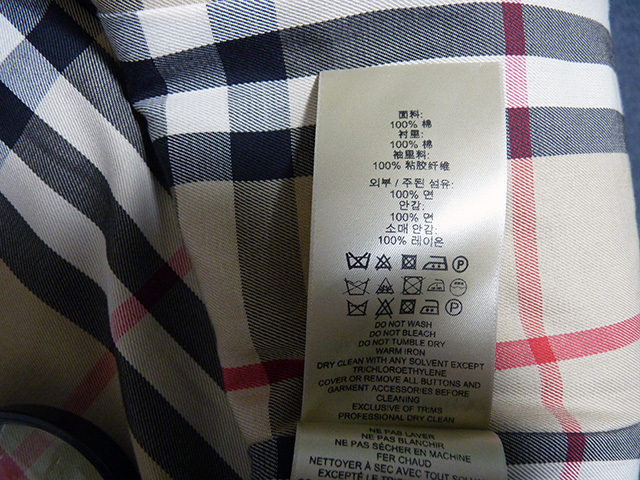 面料:
100% 棉
衬里:
100% 棉
袖里料:
100% 粘胶纤维
외부 / 주된 섬유:
100% 면
안감:
100% 면
소매 안감:
100% 레이온
P
P
DO NOT WASH
DO NOT BLEACH
DO NOT TUMBLE DRY
WARM IRON
DRY CLEAN WITH ANY SOLVENT EXCEPT
TRICHLOROETHYLENE
COVER OR REMOVE ALL BUTTONS AND
GARMENT ACCESSORIES BEFORE
CLEANING
EXCLUSIVE OF TRIMS
PROFESSIONAL DRY CLEAN
NE PAS LAVER
NE PAS BLANCHIR
NE PAS SÉCHER EN MACHINE
FER CHAUD
NETTOYER À SEC AVEC TOUT
EXCEPTÉ LE